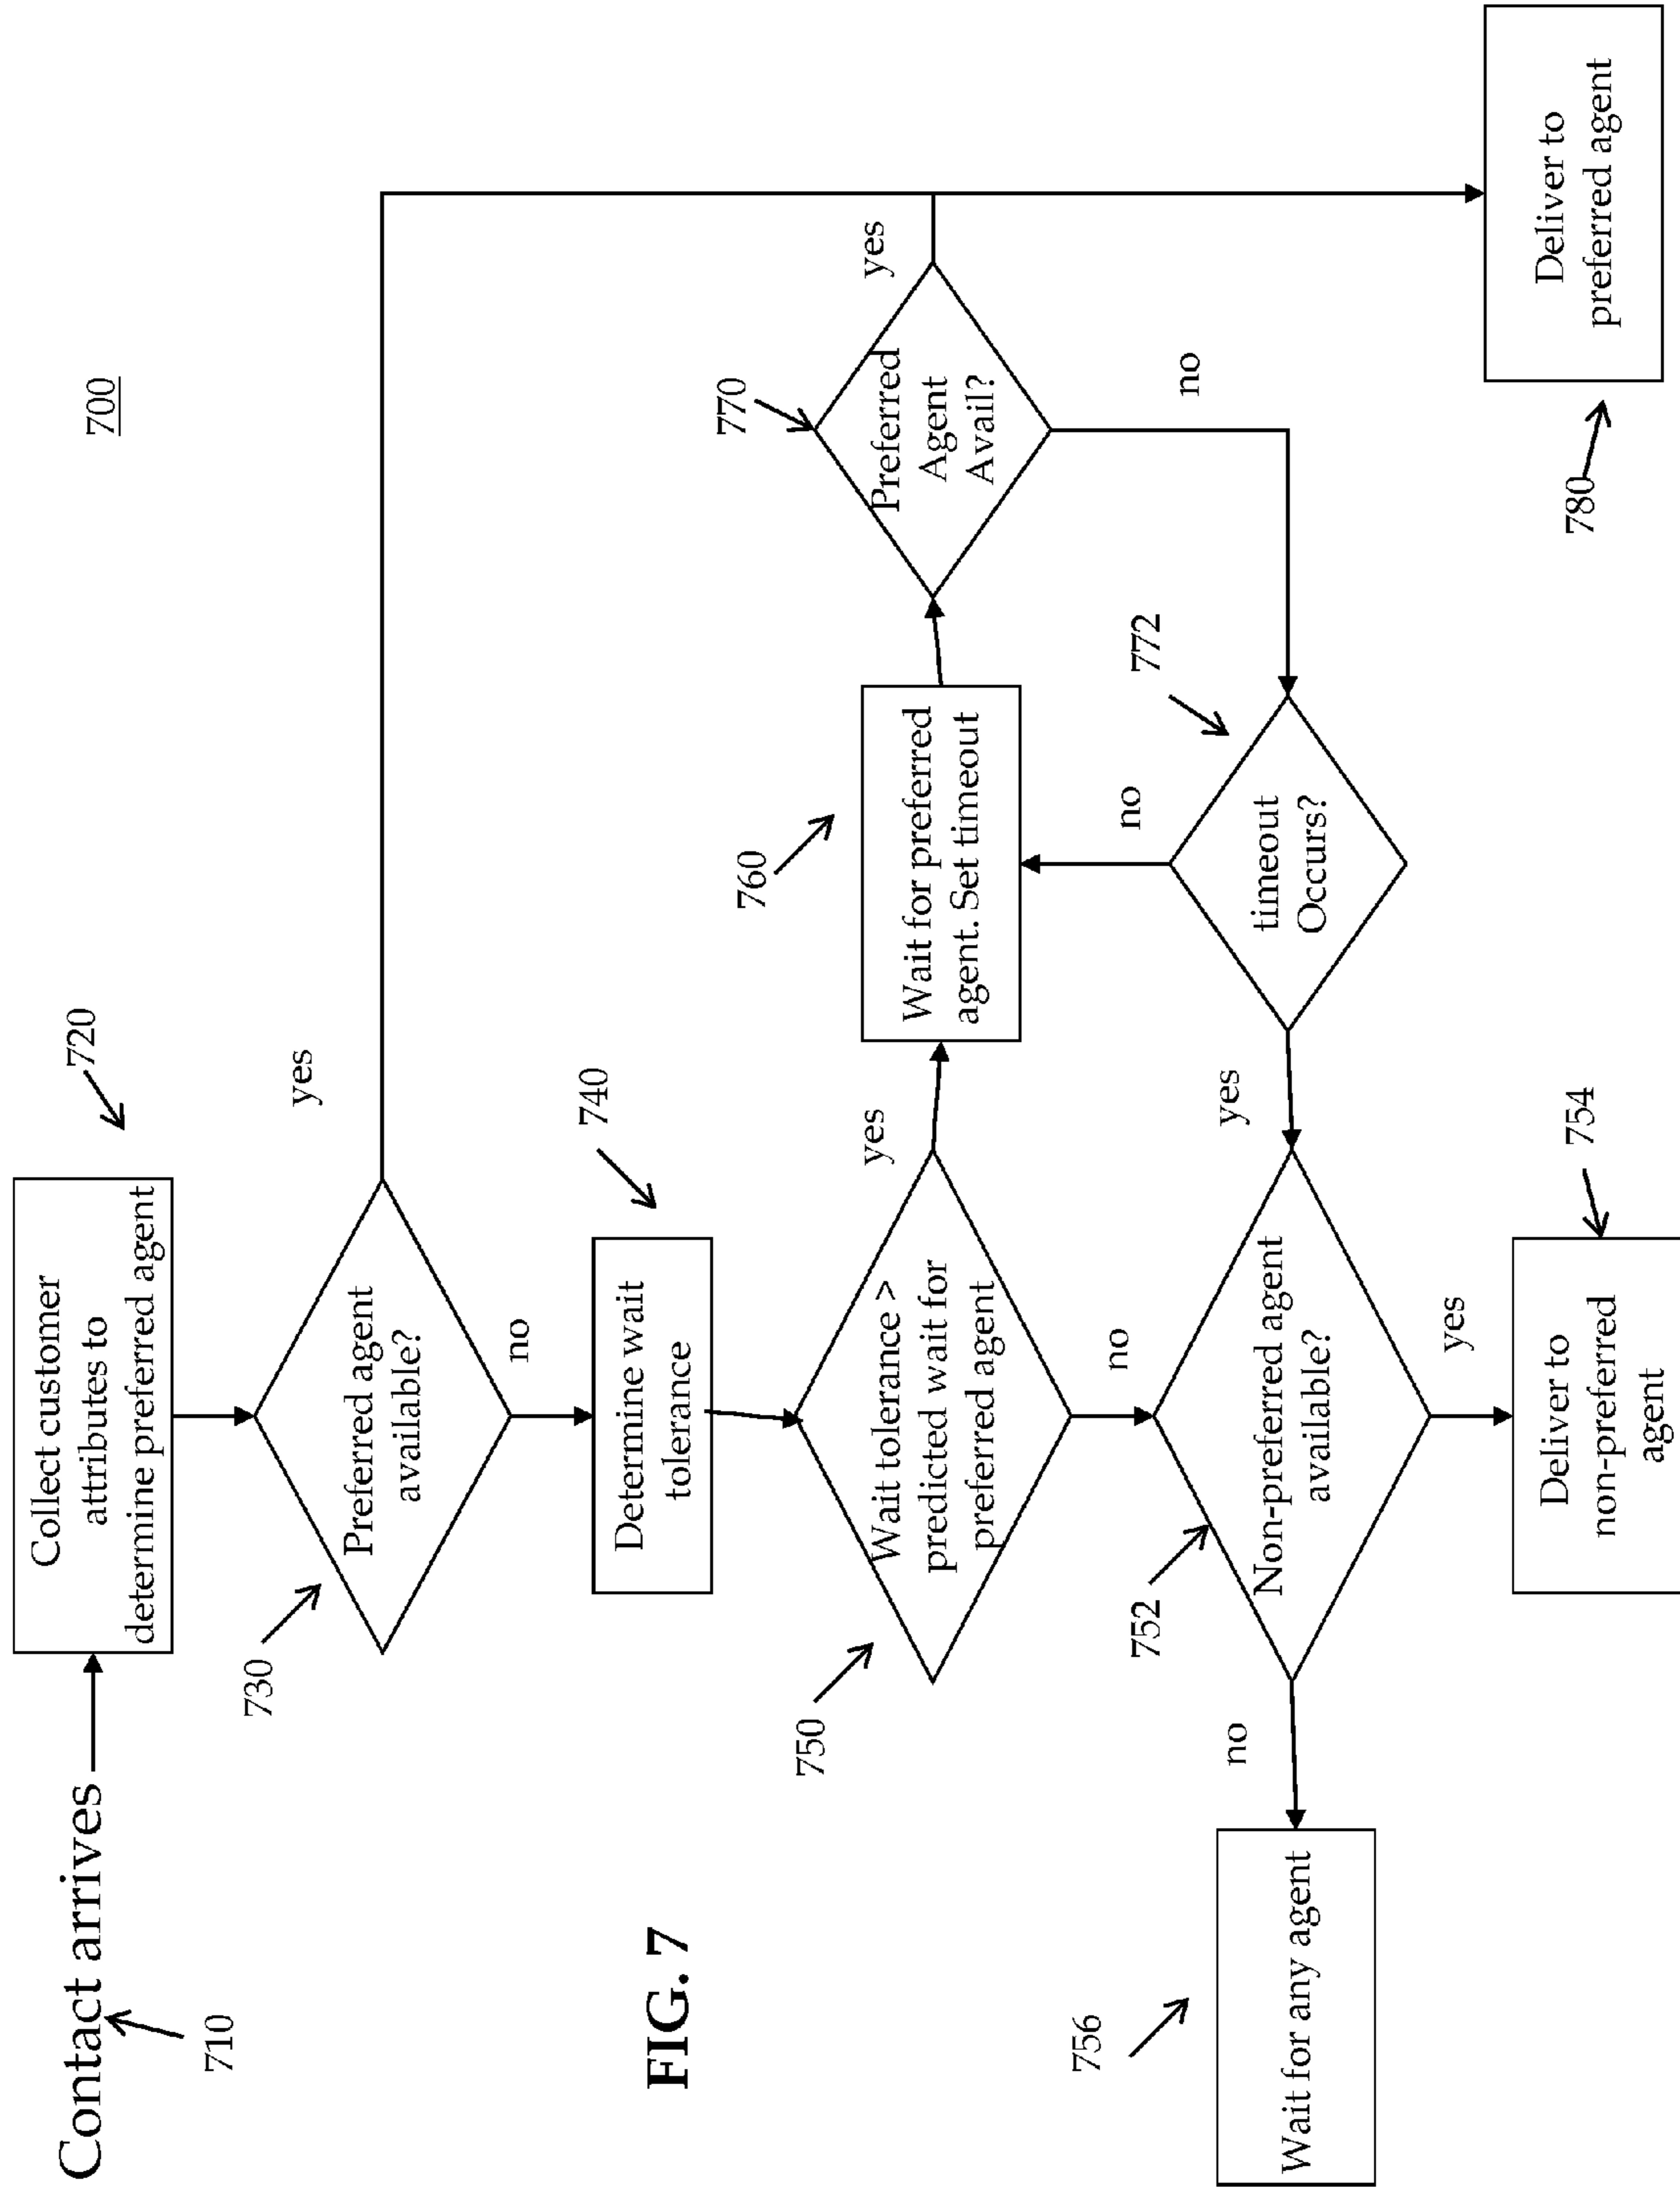 700
Contact arrives
710
Collect customer
attributes to
determine preferred agent
720
730
Preferred agent
available?
yes
no
Determine wait
tolerance
740
750
Wait tolerance >
predicted wait for
preferred agent
yes
no
760
Wait for preferred
agent. Set timeout
770
Preferred
Agent
Avail?
yes
no
772
timeout
Occurs?
no
yes
752
Non-preferred agent
available?
no
yes
756
Wait for any agent
Deliver to
non-preferred
agent
754
780
Deliver to
preferred agent
FIG. 7